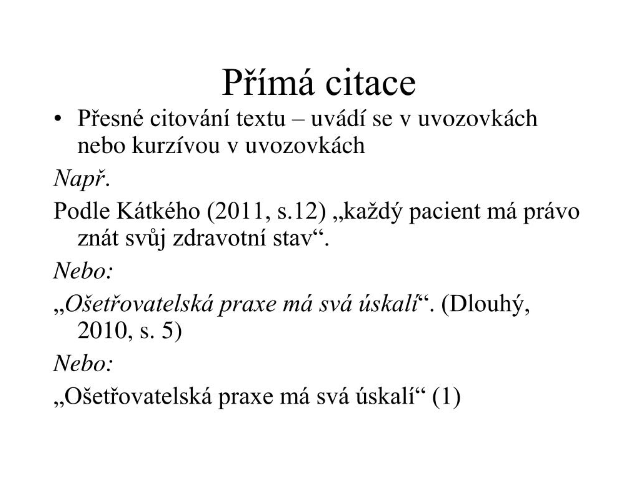 Přímá citace
• Přesné citování textu – uvádí se v uvozovkách
nebo kurzívou v uvozovkách
Např.
Podle Kátkého (2011, s.12) „každý pacient má právo
znát svůj zdravotní stav“.
Nebo:
„Ošetřovatelská praxe má svá úskalí“. (Dlouhý,
2010, s. 5)
Nebo:
„Ošetřovatelská praxe má svá úskalí“ (1)